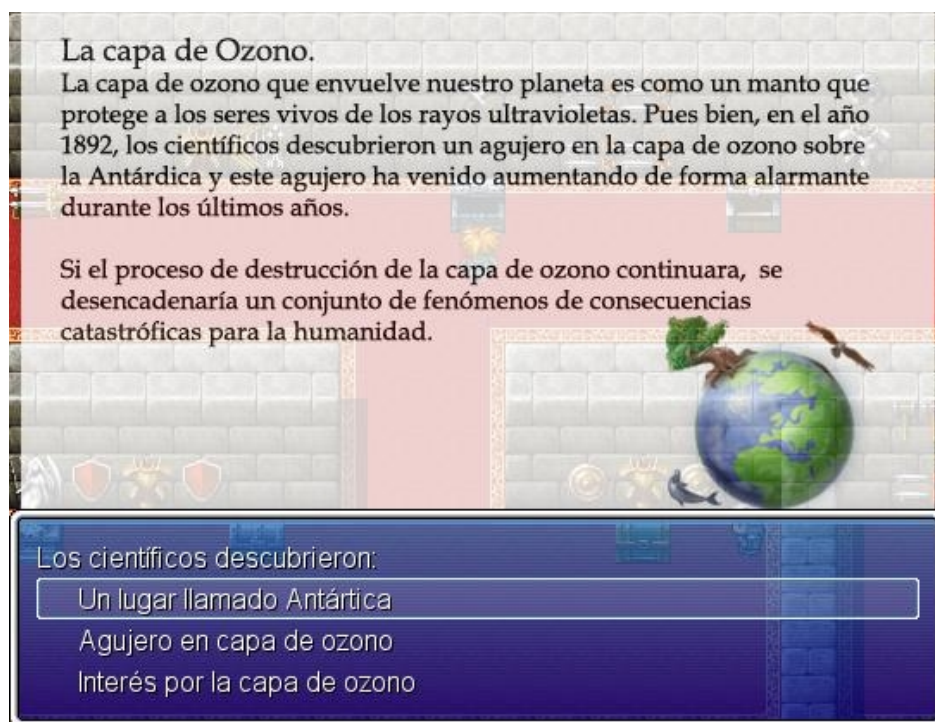 La capa de Ozono.
La capa de ozono que envuelve nuestro planeta es como un manto que
protege a los seres vivos de los rayos ultravioletas. Pues bien, en el año
1892, los científicos descubrieron un agujero en la capa de ozono sobre
la Antárdica y este agujero ha venido aumentando de forma alarmante
durante los últimos años.
Si el proceso de destrucción de la capa de ozono continuara, se
desencadenaría un conjunto de fenómenos de consecuencias
catastróficas para la humanidad.
Los científicos descubrieron:
Un lugar llamado Antártica
Agujero en capa de ozono
Interés por la capa de ozono